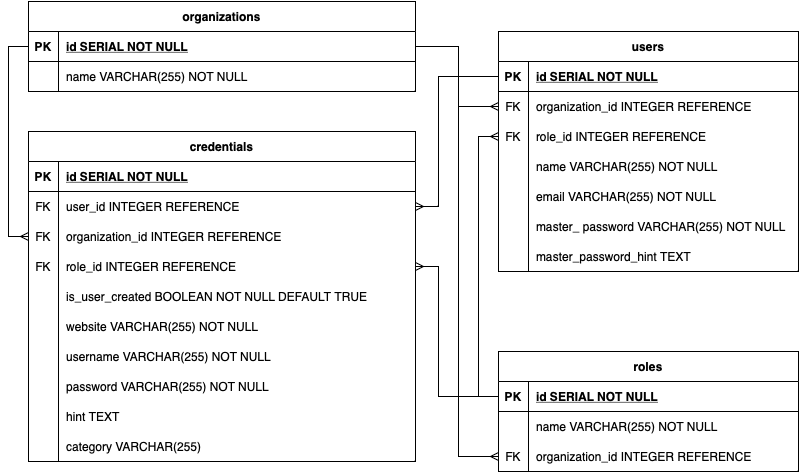 organizations
PK id SERIAL NOT NULL
name VARCHAR(255) NOT NULL
credentials
PK id SERIAL NOT NULL
FK user_id INTEGER REFERENCE
FK organization_id INTEGER REFERENCE
FK role_id INTEGER REFERENCE
is_user_created BOOLEAN NOT NULL DEFAULT TRUE
website VARCHAR(255) NOT NULL
username VARCHAR(255) NOT NULL
password VARCHAR(255) NOT NULL
hint TEXT
category VARCHAR(255)
users
PK id SERIAL NOT NULL
FK organization_id INTEGER REFERENCE
FK role_id INTEGER REFERENCE
name VARCHAR(255) NOT NULL
email VARCHAR(255) NOT NULL
master_ password VARCHAR(255) NOT NULL
master_password_hint TEXT
roles
PK id SERIAL NOT NULL
name VARCHAR(255) NOT NULL
FK organization_id INTEGER REFERENCE